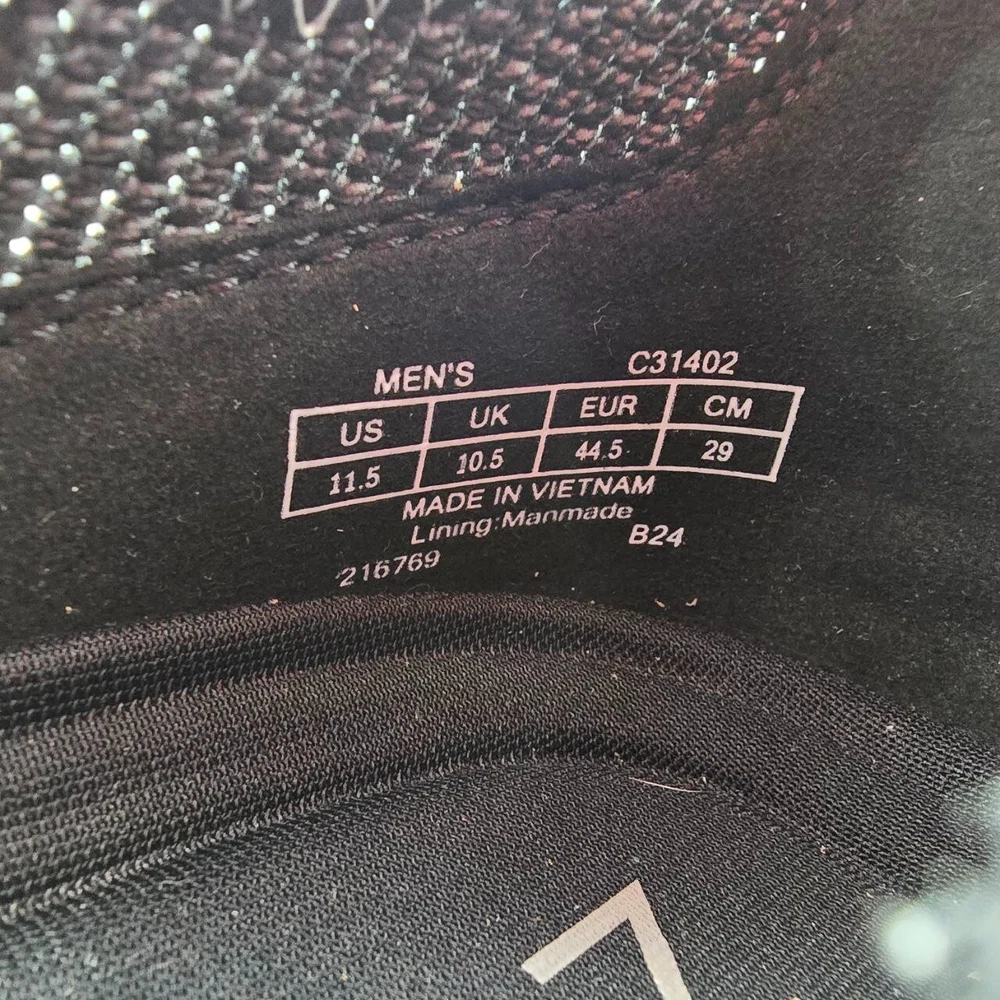 MEN'S C31402
US UK EUR CM
11.5 10.5 44.5 29
MADE IN VIETNAM
Lining:Manmade
B24
216769